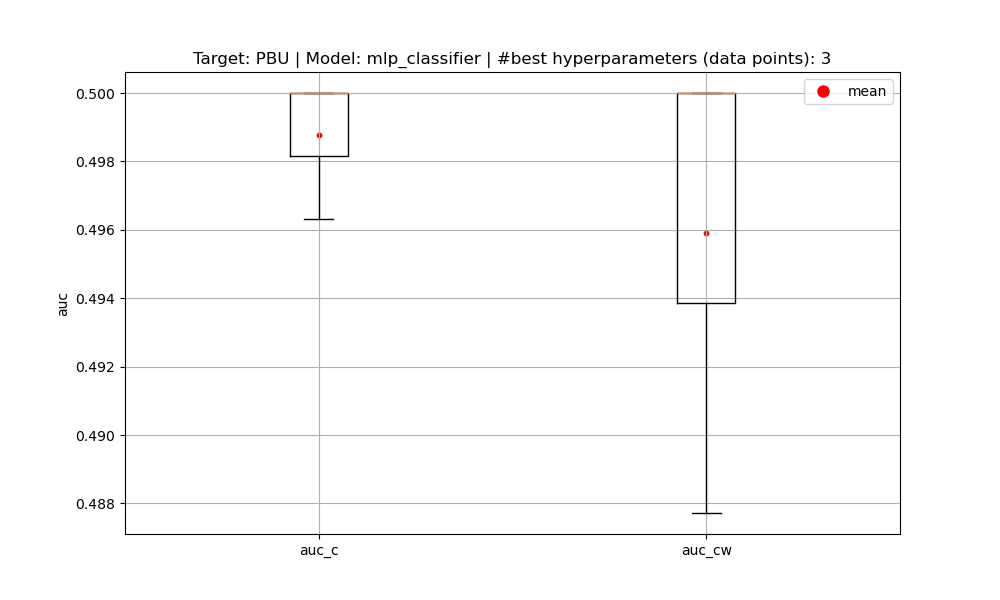 Target: PBU | Model: mlp_classifier | #best hyperparameters (data points): 3
mean
0.500
0.498
0.496
0.494
0.492
0.490
0.488
auc
auc_c
auc_cw